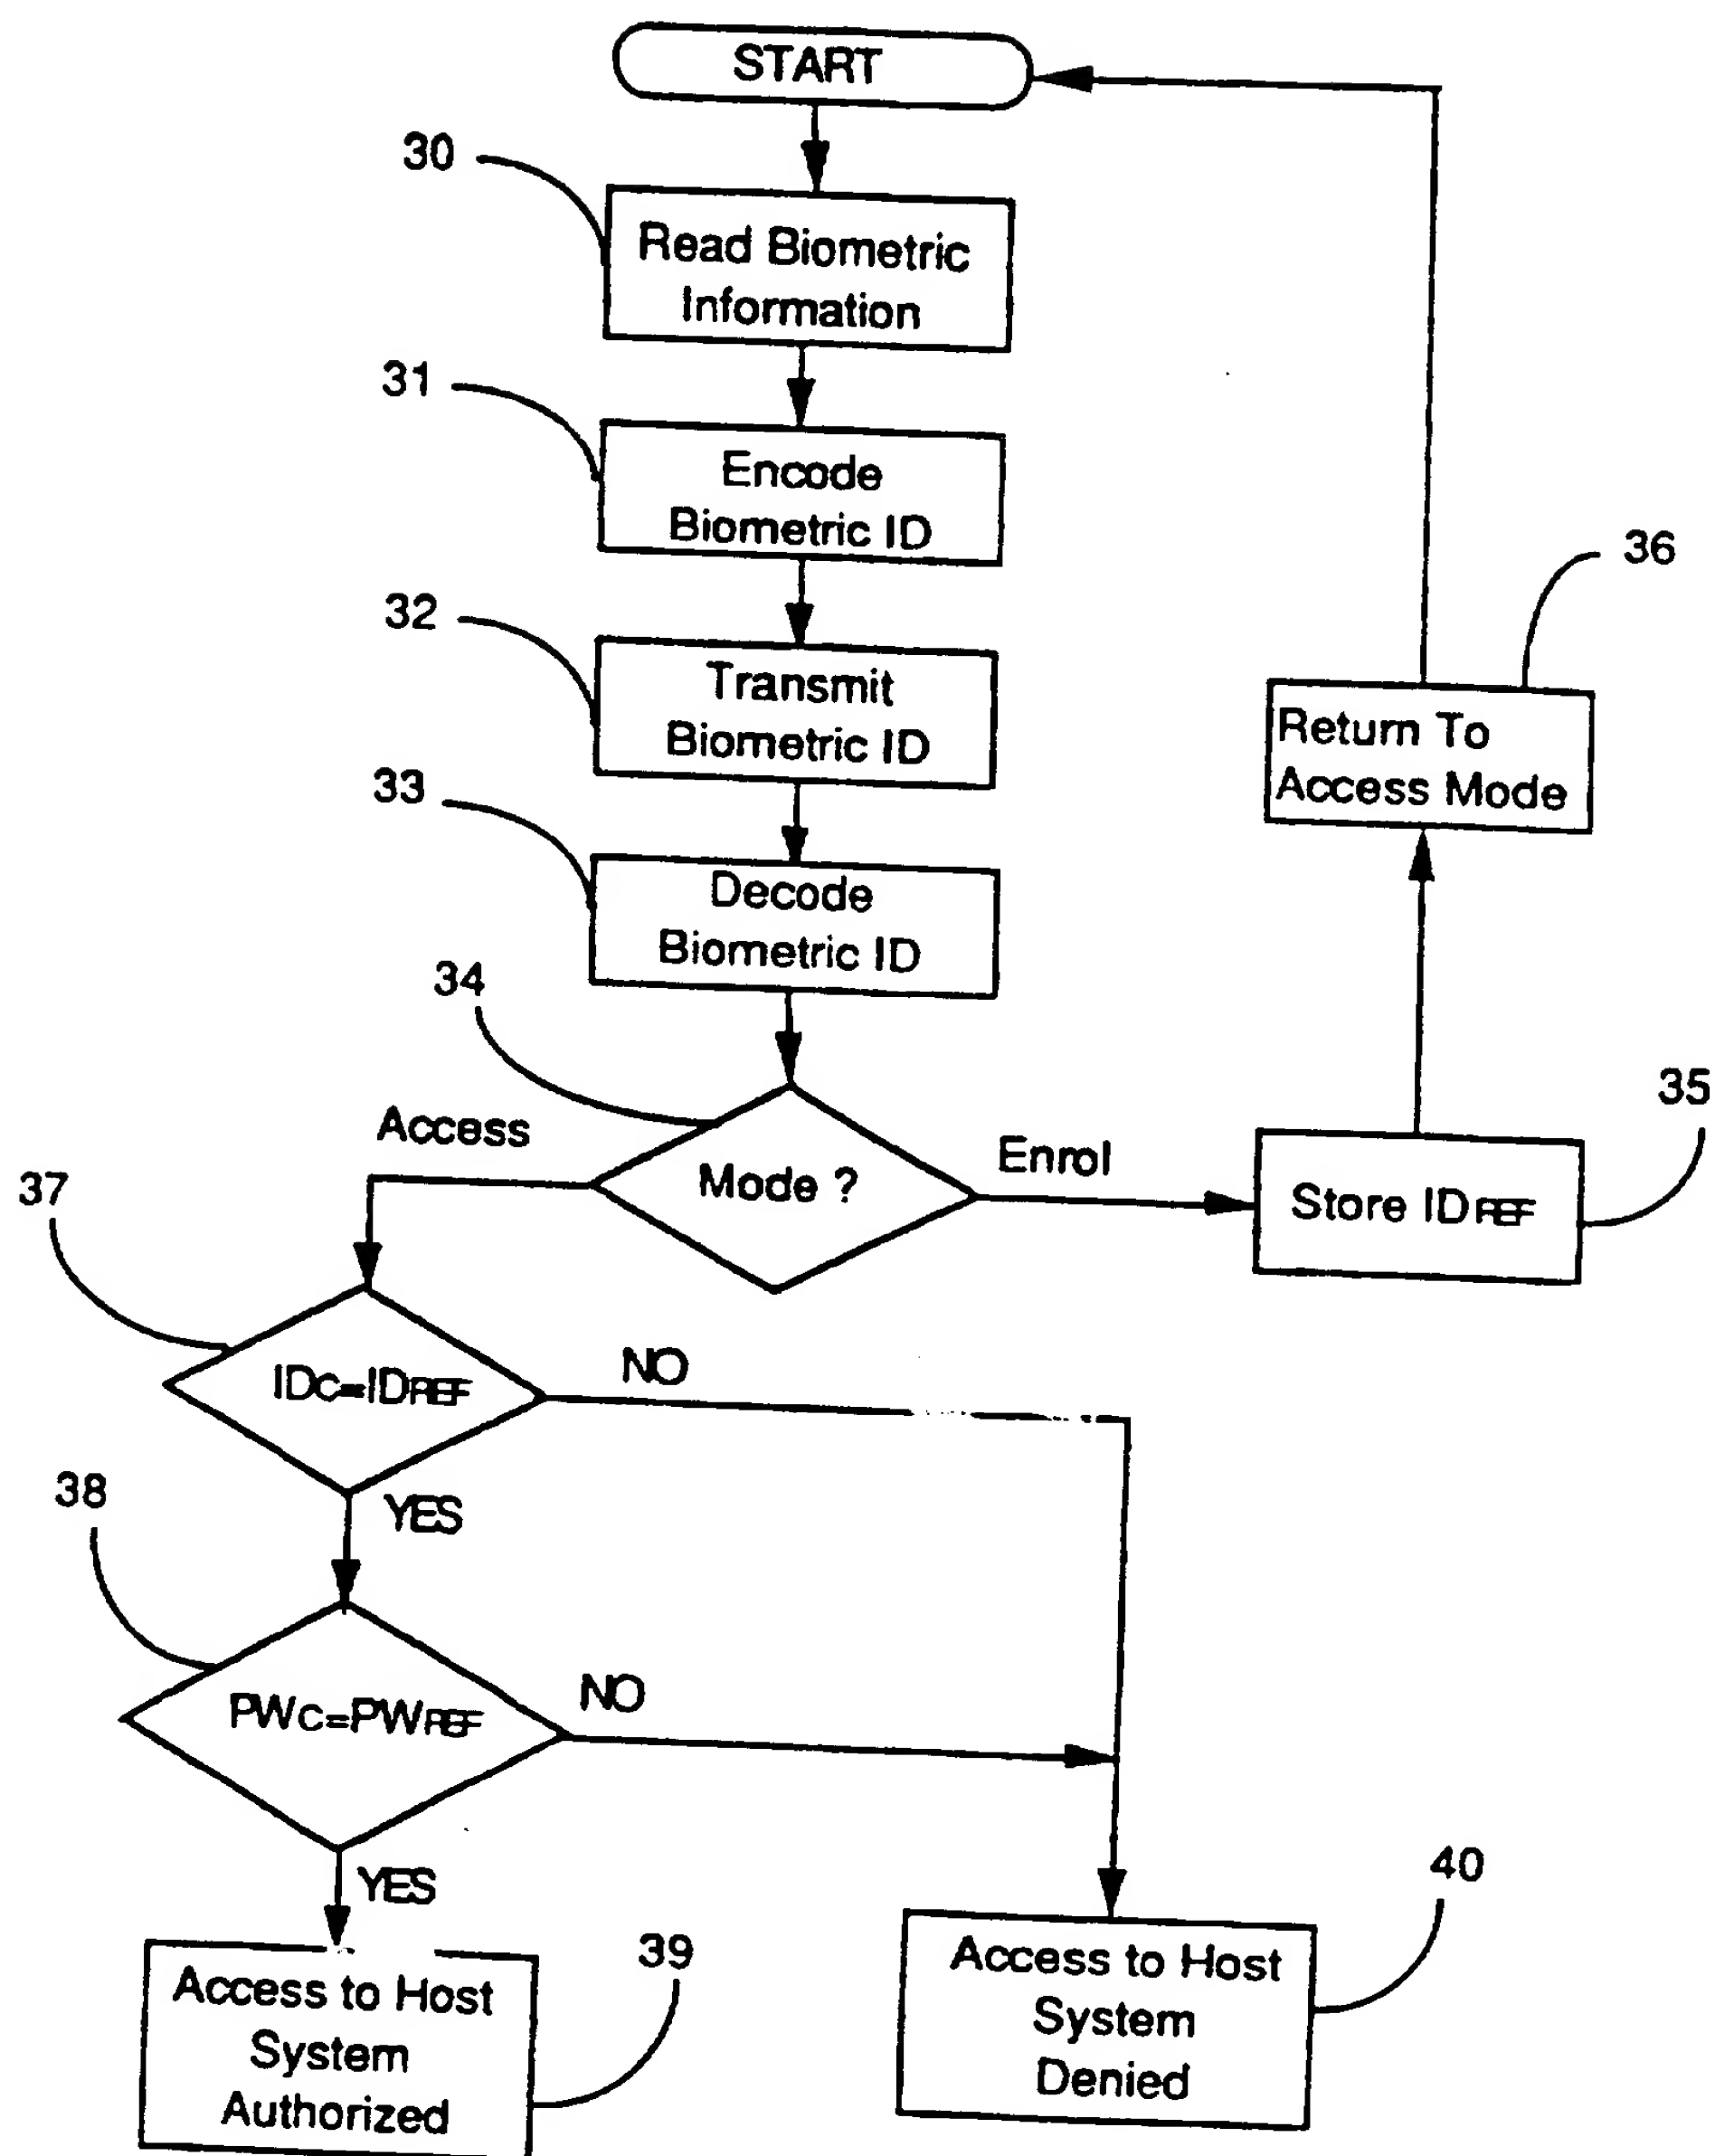 START
30
Read Biometric
Information
31
Encode
Biometric ID
32
Transmit
Biometric ID
36
Return To
Access Mode
33
Decode
Biometric ID
34
35
Access
Mode ?
Enrol
Store IDREF
37
IDC=IDREF
NO
YES
38
PWC=PWREF
NO
YES
39
Access to Host
System
Authorized
40
Access to Host
System
Denied